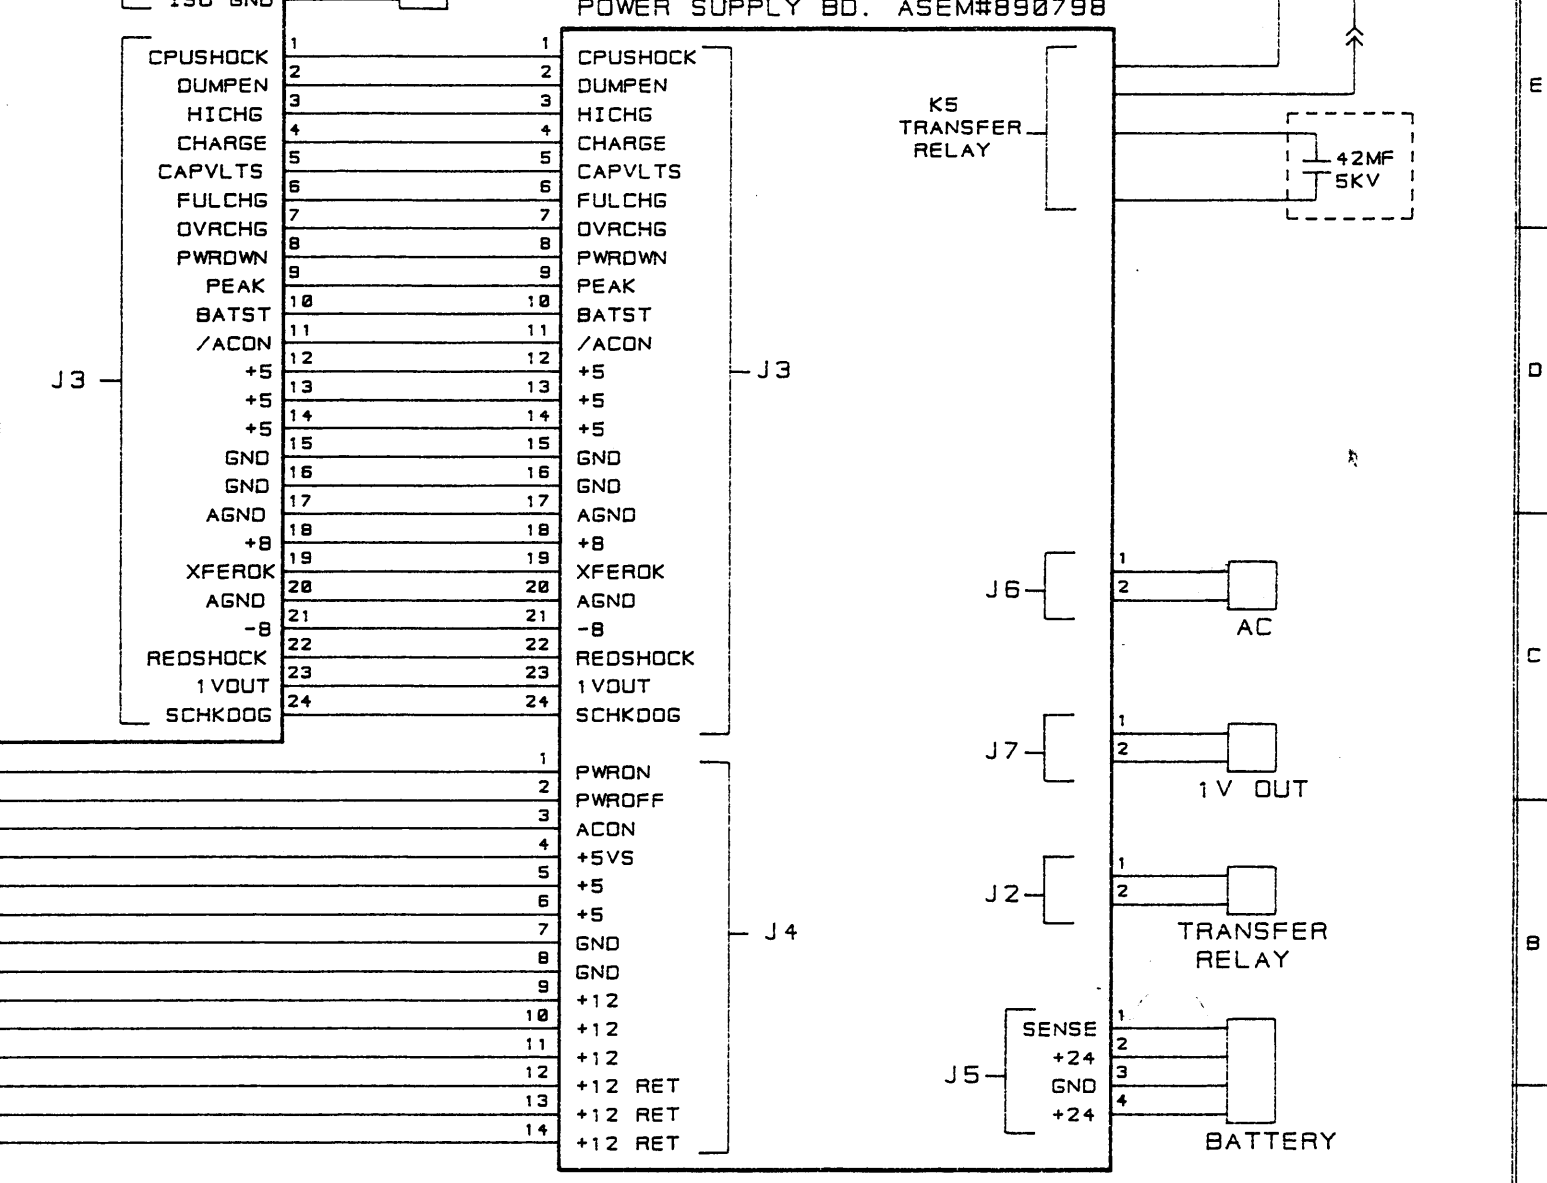 ISO GND
POWER SUPPLY BD. ASEM#890798
J3
CPUSHOCK 1
DUMPEN 2
HICHG 3
CHARGE 4
CAPVLTS 5
FULCHG 6
OVRCHG 7
PWRDWN 8
PEAK 9
BATST 10
/ACON 11
+5 12
+5 13
+5 14
GND 15
GND 16
AGND 17
+8 18
XFEROK 19
AGND 20
-8 21
REDSHOCK 22
1VOUT 23
SCHKDOG 24
1 CPUSHOCK
2 DUMPEN
3 HICHG
4 CHARGE
5 CAPVLTS
6 FULCHG
7 OVRCHG
8 PWRDWN
9 PEAK
10 BATST
11 /ACON
12 +5
13 +5
14 +5
15 GND
16 GND
17 AGND
18 +8
19 XFEROK
20 AGND
21 -8
22 REDSHOCK
23 1VOUT
24 SCHKDOG
J3
1 PWRON
2 PWROFF
3 ACON
4 +5VS
5 +5
6 +5
7 GND
8 GND
9 +12
10 +12
11 +12
12 +12 RET
13 +12 RET
14 +12 RET
J4
K5
TRANSFER
RELAY
42MF
5KV
J6
1
2
AC
J7
1
2
1V OUT
J2
1
2
TRANSFER
RELAY
J5
SENSE 1
+24 2
GND 3
+24 4
BATTERY
E
D
C
B